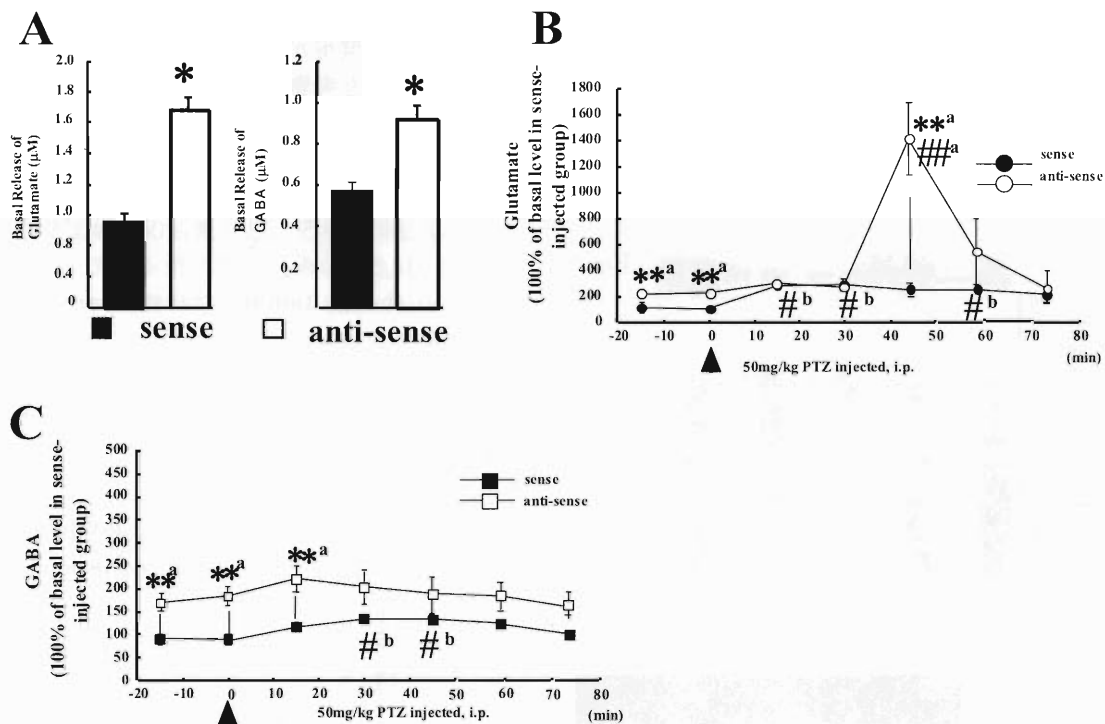 A
B
2.0
1.8
1.6
1.4
1.2
1.0
0.8
0.6
0.4
0
Basal Release of
Glutamate (μM)
*
1.2
1.0
0.8
0.6
0.4
0.2
0
Basal Release of
GABA (μM)
*
sense
anti-sense
Glutamate
(100% of basal level in sense-
injected group)
1800
1600
1400
1200
1000
800
600
400
200
0
**a
**a
**a
##a
#b
#b
#b
sense
anti-sense
-20 -10 0 10 20 30 40 50 60 70 80
50mg/kg PTZ injected, i.p.
(min)
C
GABA
(100% of basal level in sense-
injected group)
500
450
400
350
300
250
200
150
100
50
0
sense
anti-sense
**a
**a
**a
#b
#b
-20 -10 0 10 20 30 40 50 60 70 80
50mg/kg PTZ injected, i.p.
(min)